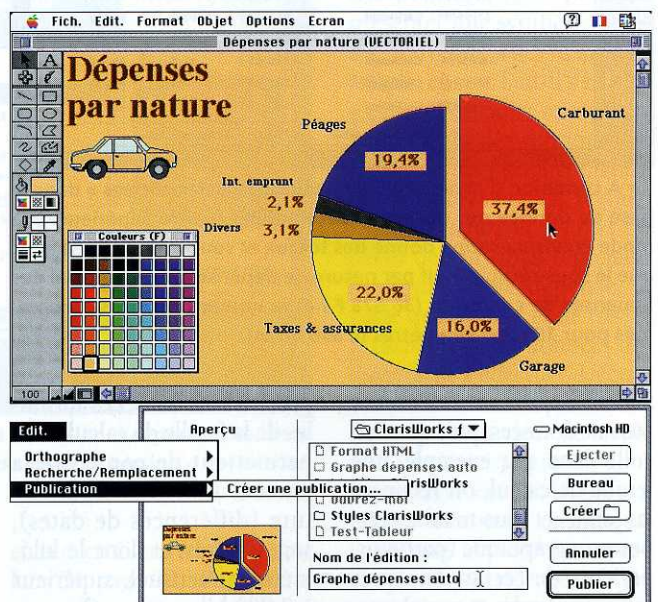 Fich. Edit. Format Objet Options Ecran
Dépenses par nature (VECTORIEL)
Dépenses
par nature
Péages
Carburant
19,4%
37,4%
Int. emprunt
2,1%
Divers 3,1%
Couleurs (F)
22,0%
16,0%
Taxes & assurances
Garage
100
Edit.
Orthographe
Recherche/Remplacement
Publication
Créer une publication...
Aperçu
ClarisWorks f
Macintosh HD
Format HTML
Graphe dépenses auto
ClarisWorks
Styles ClarisWorks
Test-Tableur
Ejecter
Bureau
Créer
Nom de l'édition :
Graphe dépenses auto
Annuler
Publier